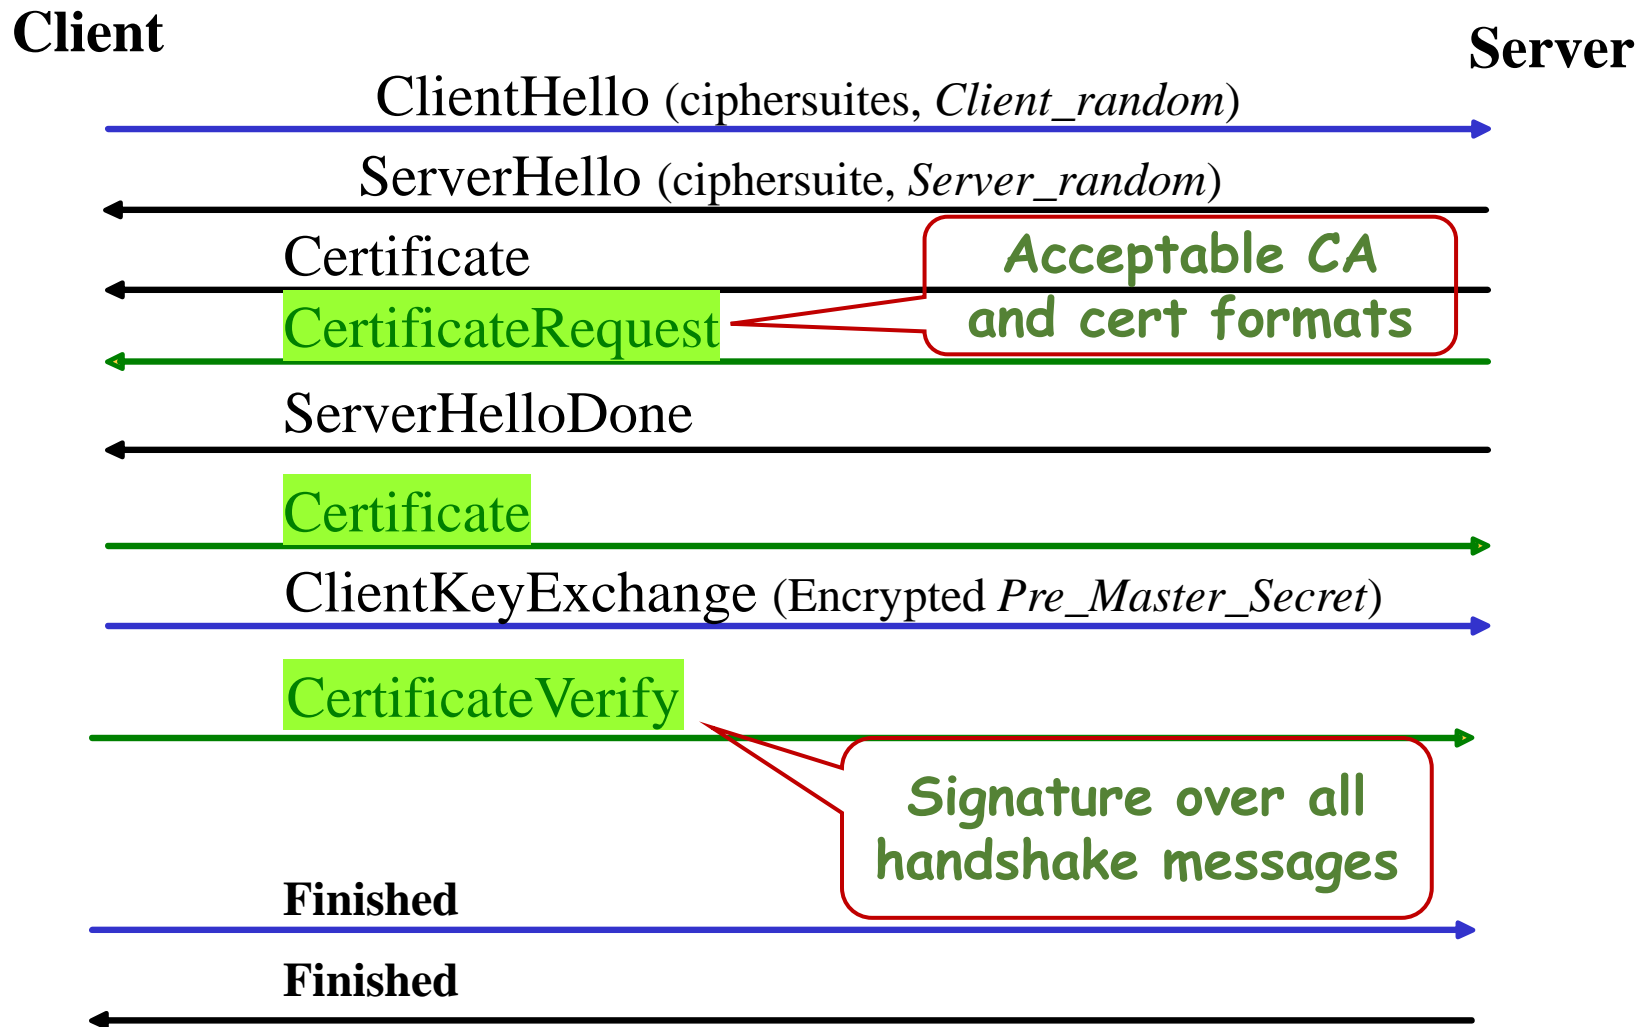 Client
Server
ClientHello (ciphersuites, Client_random)
ServerHello (ciphersuite, Server_random)
Certificate
Acceptable CA
and cert formats
CertificateRequest
ServerHelloDone
Certificate
ClientKeyExchange (Encrypted Pre_Master_Secret)
CertificateVerify
Signature over all
handshake messages
Finished
Finished